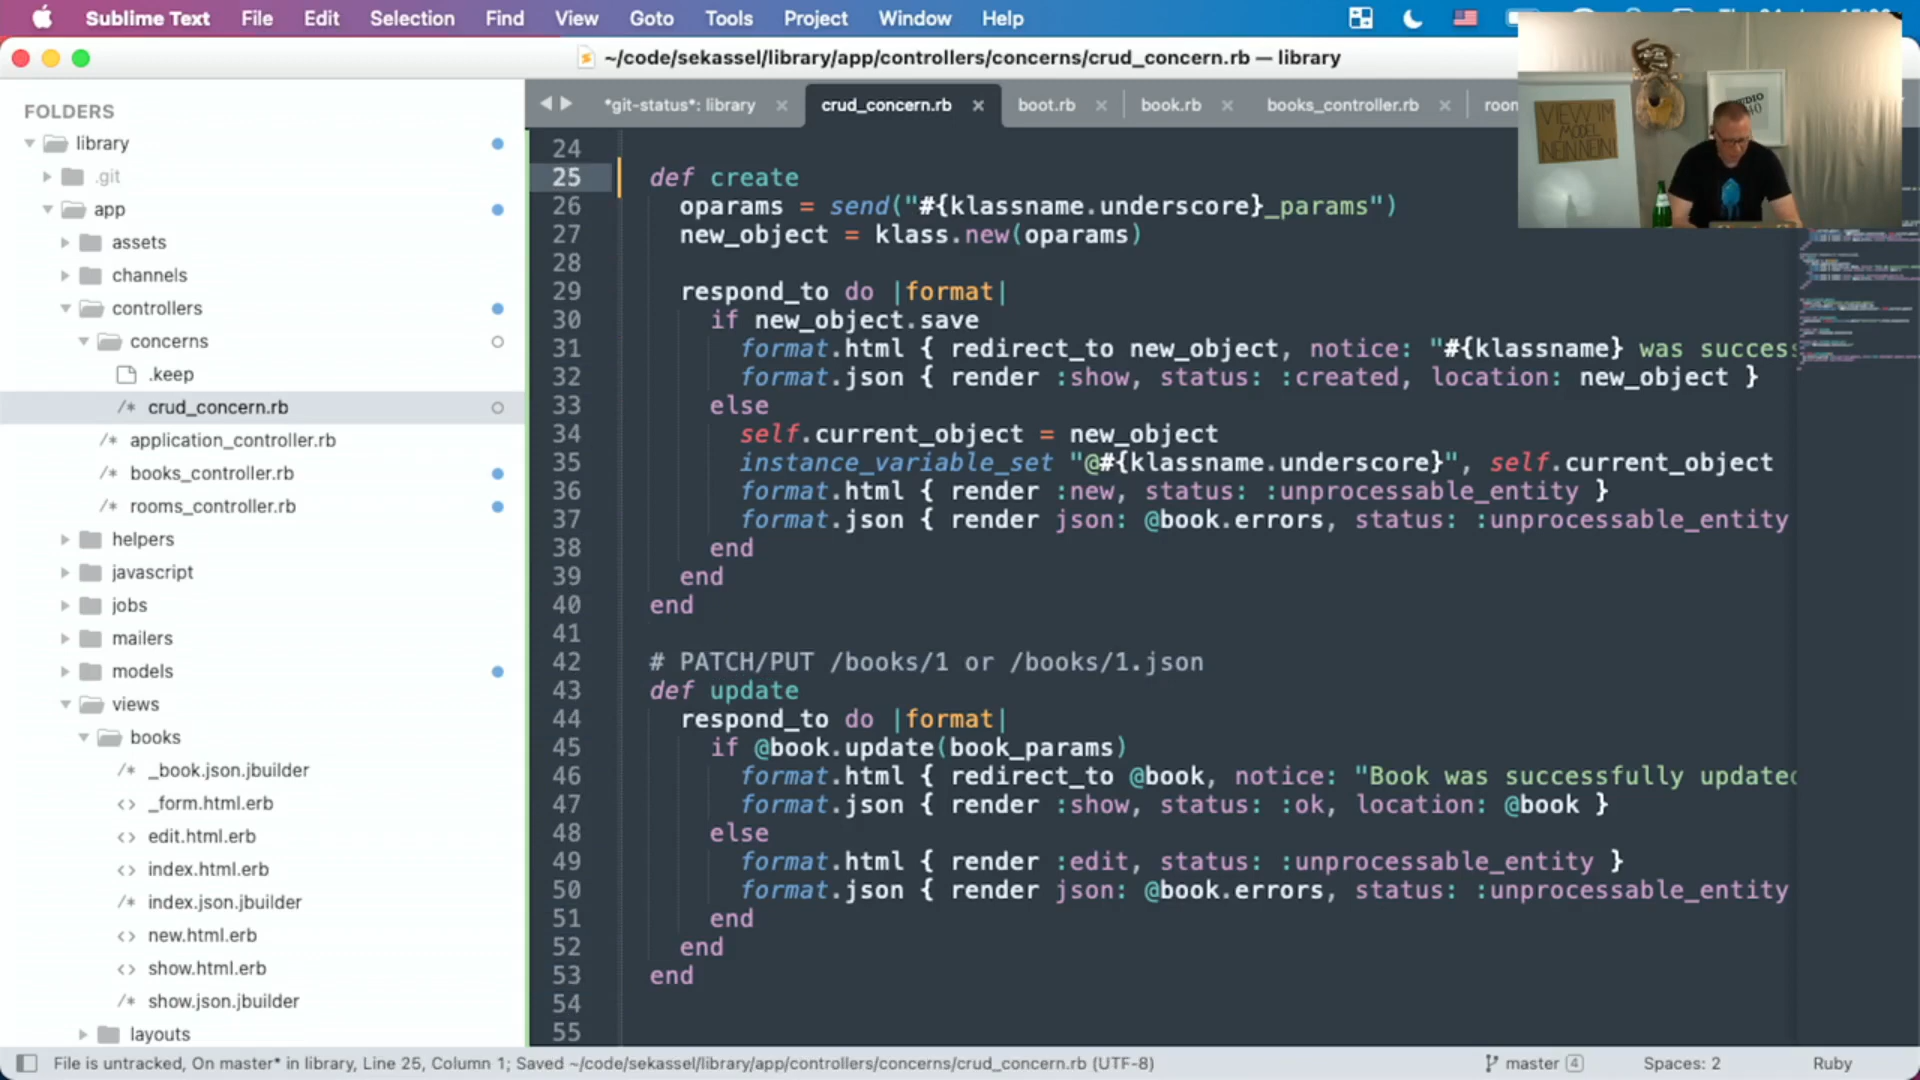 Sublime Text File Edit Selection Find View Goto Tools Project Window Help
~/code/sekassel/library/app/controllers/concerns/crud_concern.rb — library
VIEW IM
MODEL
NEIN NEIN!
FOLDERS
library
.git
app
assets
channels
controllers
concerns
.keep
/* crud_concern.rb
/* application_controller.rb
/* books_controller.rb
/* rooms_controller.rb
helpers
javascript
jobs
mailers
models
views
books
/* _book.json.jbuilder
<> _form.html.erb
<> edit.html.erb
<> index.html.erb
/* index.json.jbuilder
<> new.html.erb
<> show.html.erb
/* show.json.jbuilder
layouts
*git-status*: library × crud_concern.rb × boot.rb × book.rb × books_controller.rb × room
24
25 def create
26 oparams = send("#{klassname.underscore}_params")
27 new_object = klass.new(oparams)
28
29 respond_to do |format|
30 if new_object.save
31 format.html { redirect_to new_object, notice: "#{klassname} was succes
32 format.json { render :show, status: :created, location: new_object }
33 else
34 self.current_object = new_object
35 instance_variable_set "@#{klassname.underscore}", self.current_object
36 format.html { render :new, status: :unprocessable_entity }
37 format.json { render json: @book.errors, status: :unprocessable_entity
38 end
39 end
40 end
41
42 # PATCH/PUT /books/1 or /books/1.json
43 def update
44 respond_to do |format|
45 if @book.update(book_params)
46 format.html { redirect_to @book, notice: "Book was successfully updated
47 format.json { render :show, status: :ok, location: @book }
48 else
49 format.html { render :edit, status: :unprocessable_entity }
50 format.json { render json: @book.errors, status: :unprocessable_entity
51 end
52 end
53 end
54
55
File is untracked, On master* in library, Line 25, Column 1; Saved ~/code/sekassel/library/app/controllers/concerns/crud_concern.rb (UTF-8) master 4 Spaces: 2 Ruby